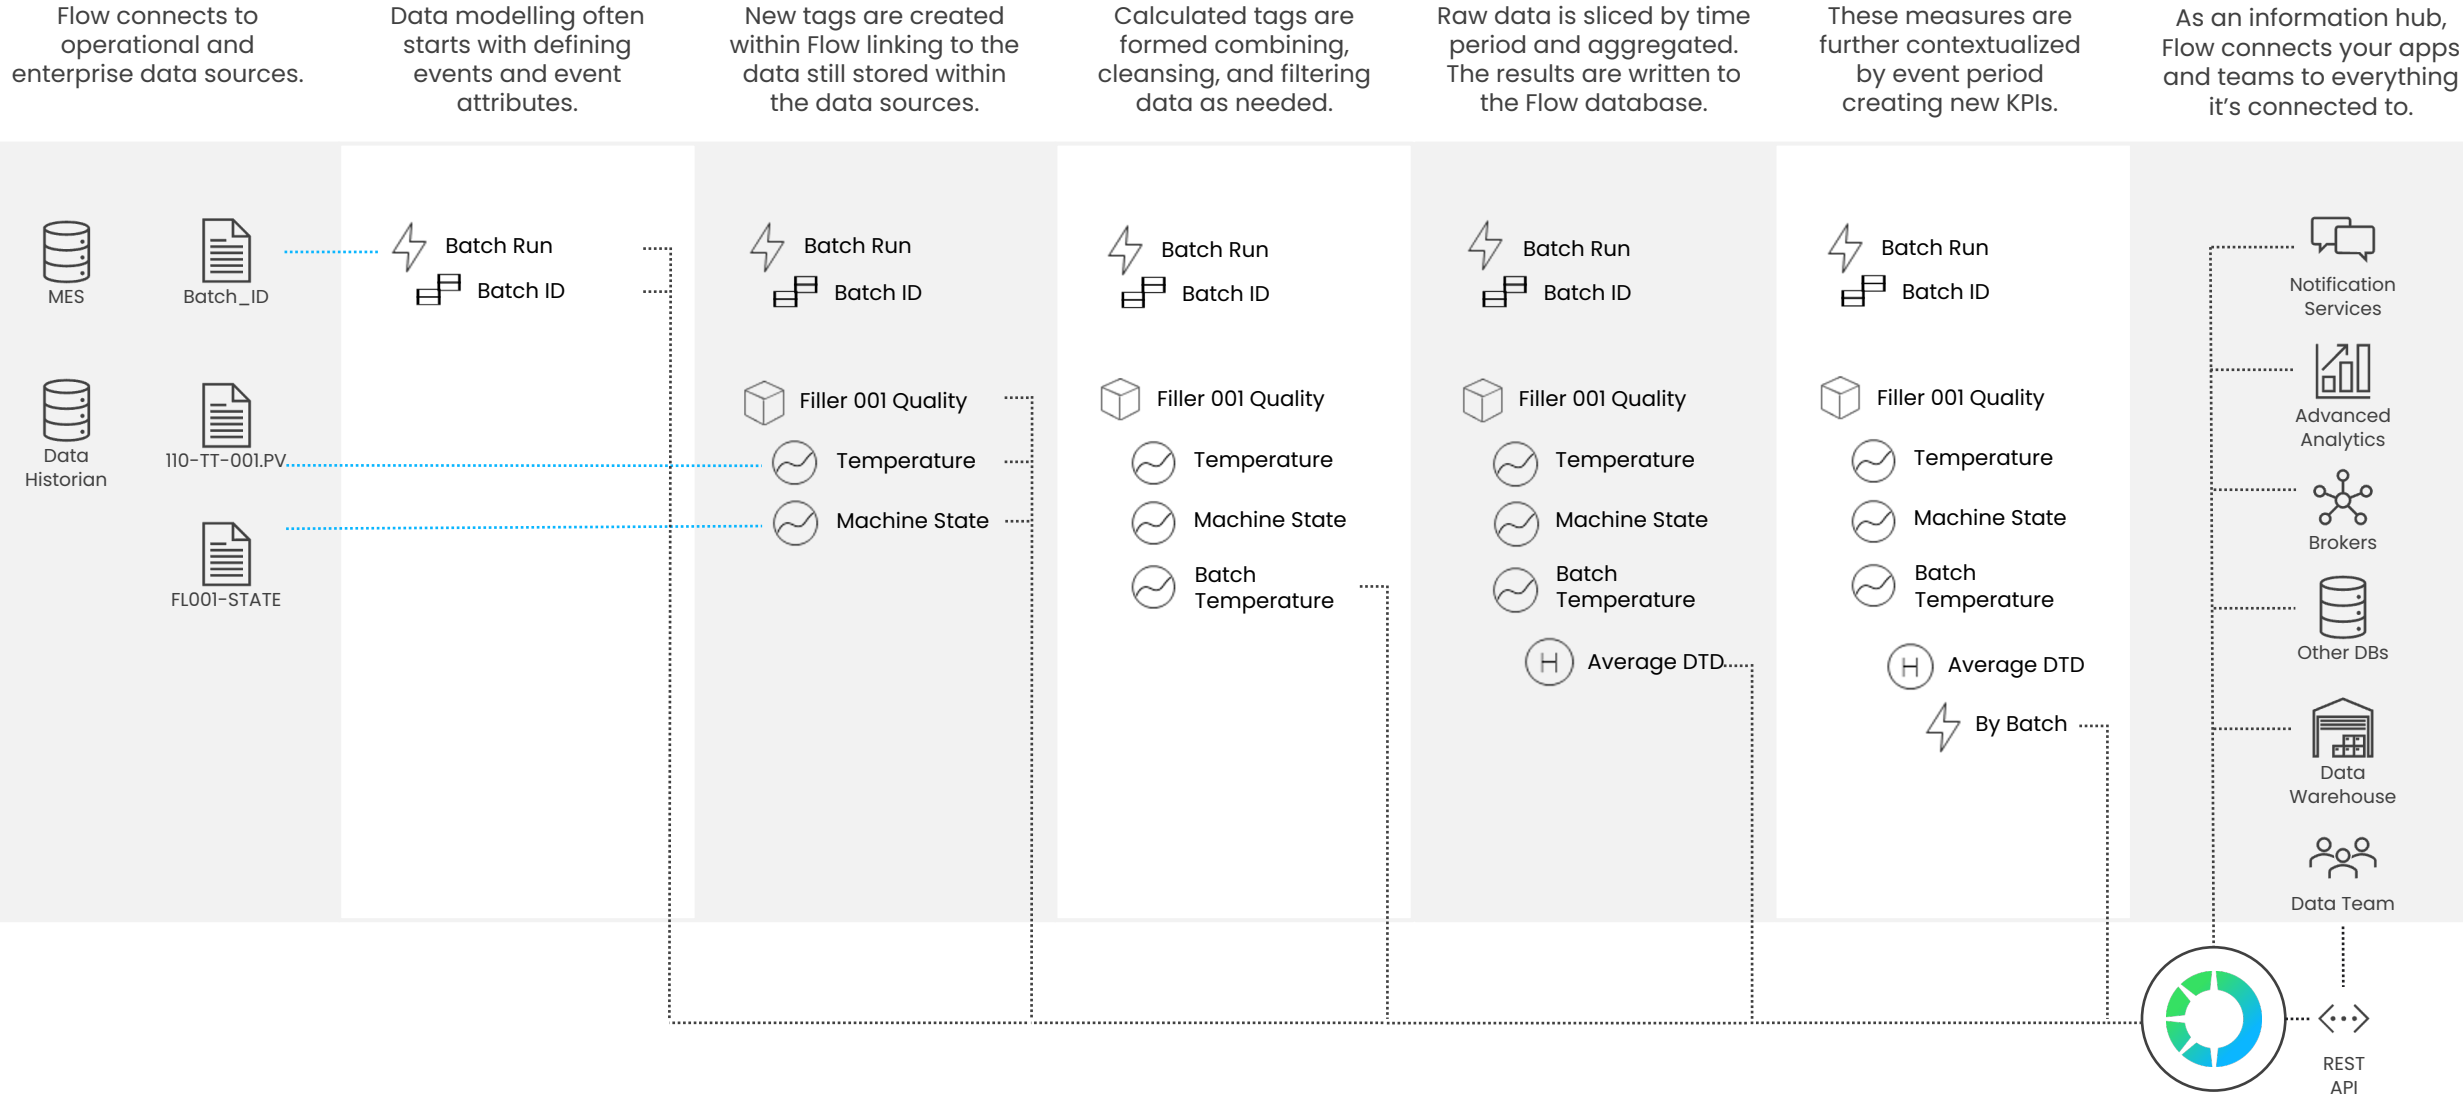 Flow connects to
operational and
enterprise data sources.
Data modelling often
starts with defining
events and event
attributes.
New tags are created
within Flow linking to the
data still stored within
the data sources.
Calculated tags are
formed combining,
cleansing, and filtering
data as needed.
Raw data is sliced by time
period and aggregated.
The results are written to
the Flow database.
These measures are
further contextualized
by event period
creating new KPIs.
As an information hub,
Flow connects your apps
and teams to everything
it's connected to.
MES
Batch_ID
Data
Historian
110-TT-001.PV
FL001-STATE
Batch Run
Batch ID
Batch Run
Batch ID
Filler 001 Quality
Temperature
Machine State
Batch Run
Batch ID
Filler 001 Quality
Temperature
Machine State
Batch
Temperature
Batch Run
Batch ID
Filler 001 Quality
Temperature
Machine State
Batch
Temperature
H
Average DTD
Batch Run
Batch ID
Filler 001 Quality
Temperature
Machine State
Batch
Temperature
H
Average DTD
By Batch
Notification
Services
Advanced
Analytics
Brokers
Other DBs
Data
Warehouse
Data Team
REST
API